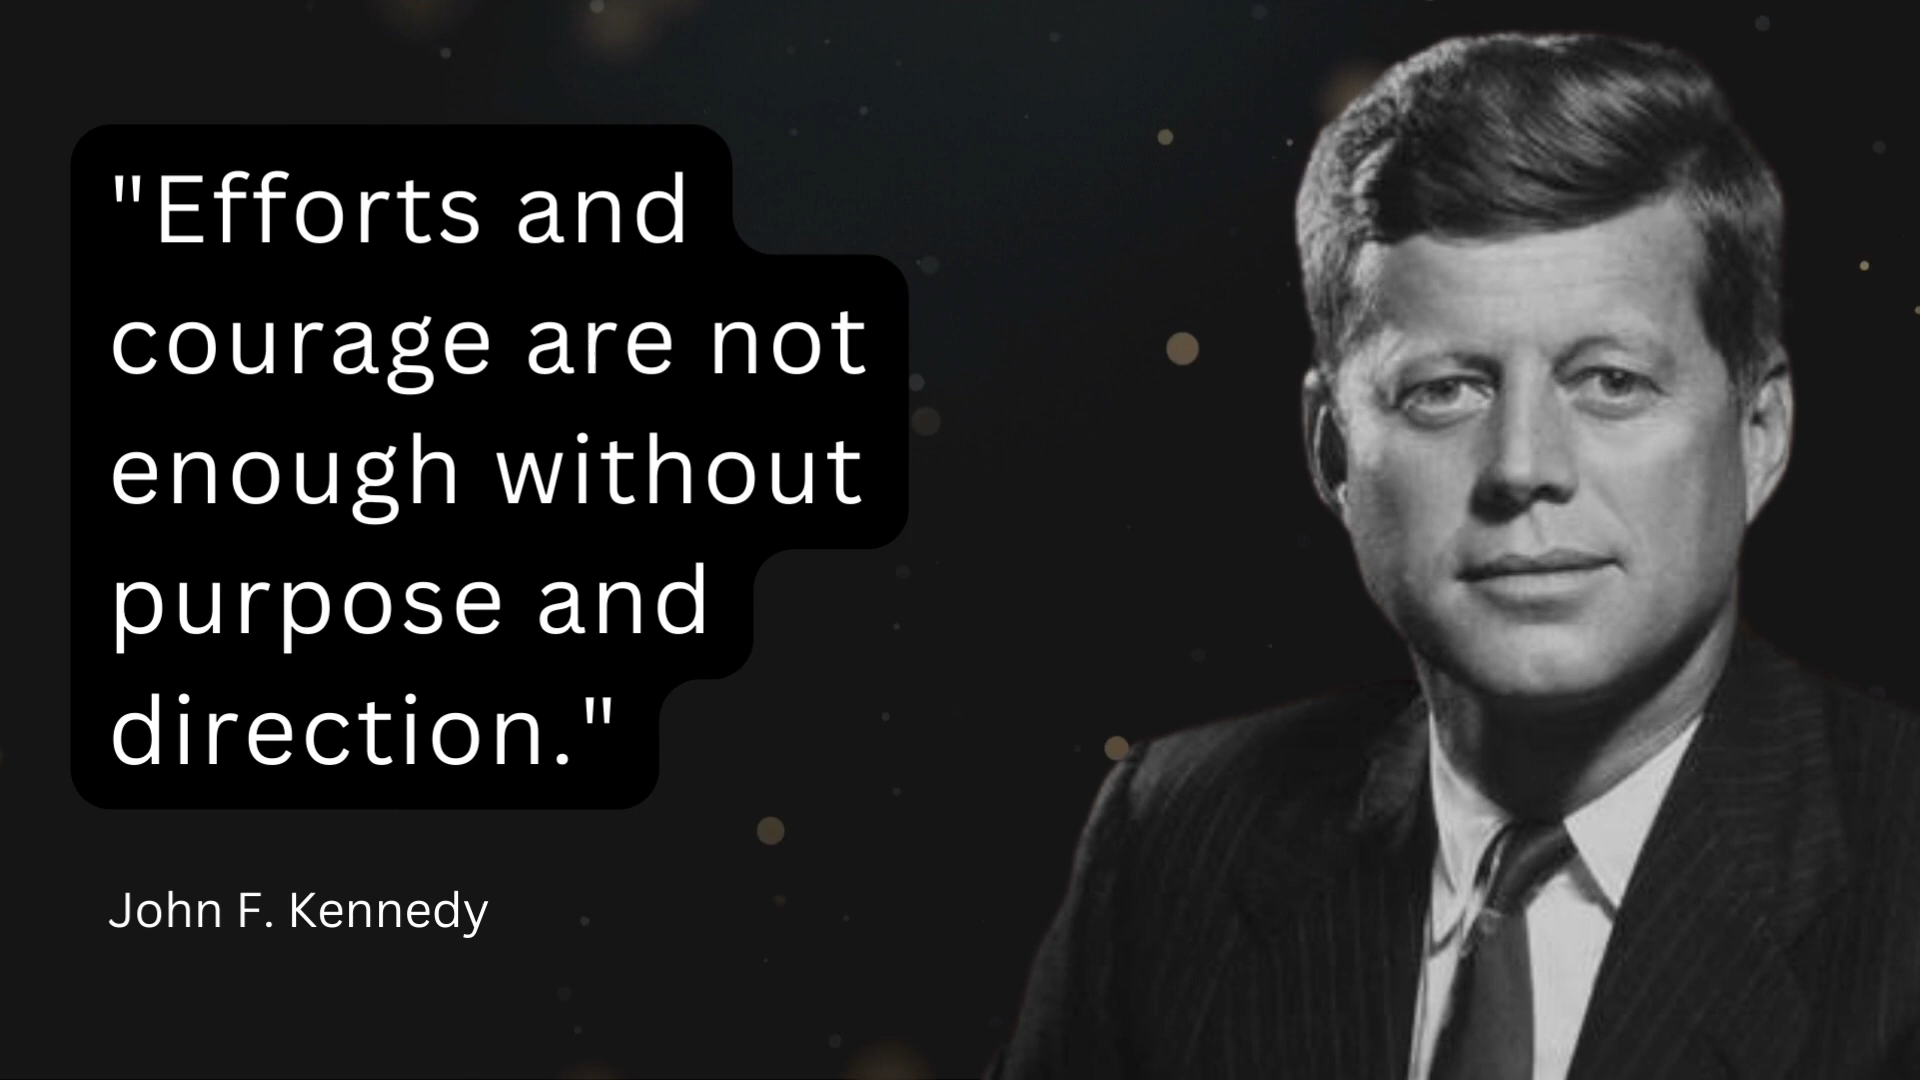 "Efforts and
courage are not
enough without
purpose and
direction."
John F. Kennedy